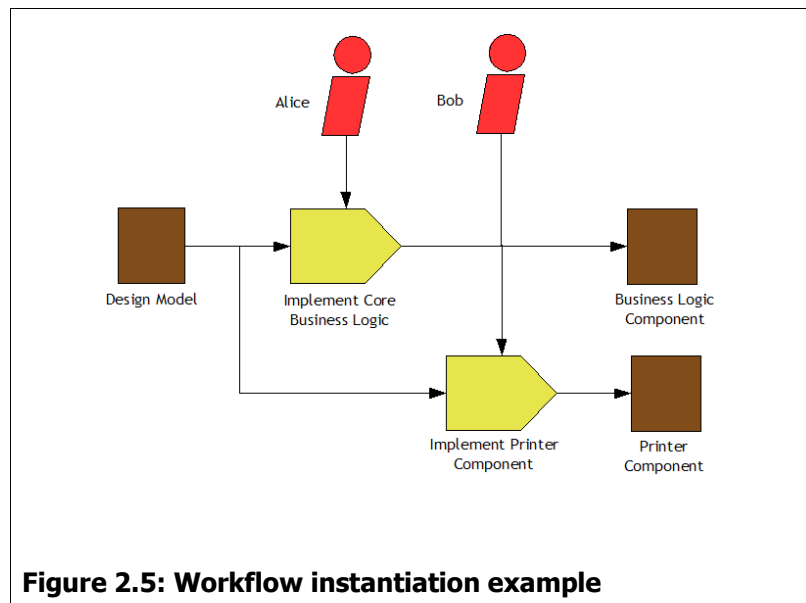 Alice
Bob
Design Model
Implement Core
Business Logic
Business Logic
Component
Implement Printer
Component
Printer
Component
Figure 2.5: Workflow instantiation example